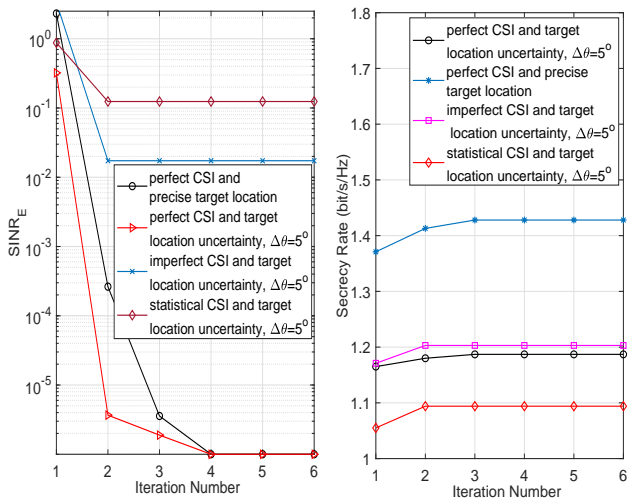 10^0
10^-1
10^-2
10^-3
10^-4
10^-5
SINR_E
perfect CSI and
precise target location
perfect CSI and target
location uncertainty, Δθ=5^o
imperfect CSI and target
location uncertainty, Δθ=5^o
statistical CSI and target
location uncertainty, Δθ=5^o
1 2 3 4 5 6
Iteration Number
1.8
1.7
1.6
1.5
1.4
1.3
1.2
1.1
1
Secrecy Rate (bit/s/Hz)
perfect CSI and target
location uncertainty, Δθ=5^o
perfect CSI and precise
target location
imperfect CSI and target
location uncertainty, Δθ=5^o
statistical CSI and target
location uncertainty, Δθ=5^o
1 2 3 4 5 6
Iteration Number